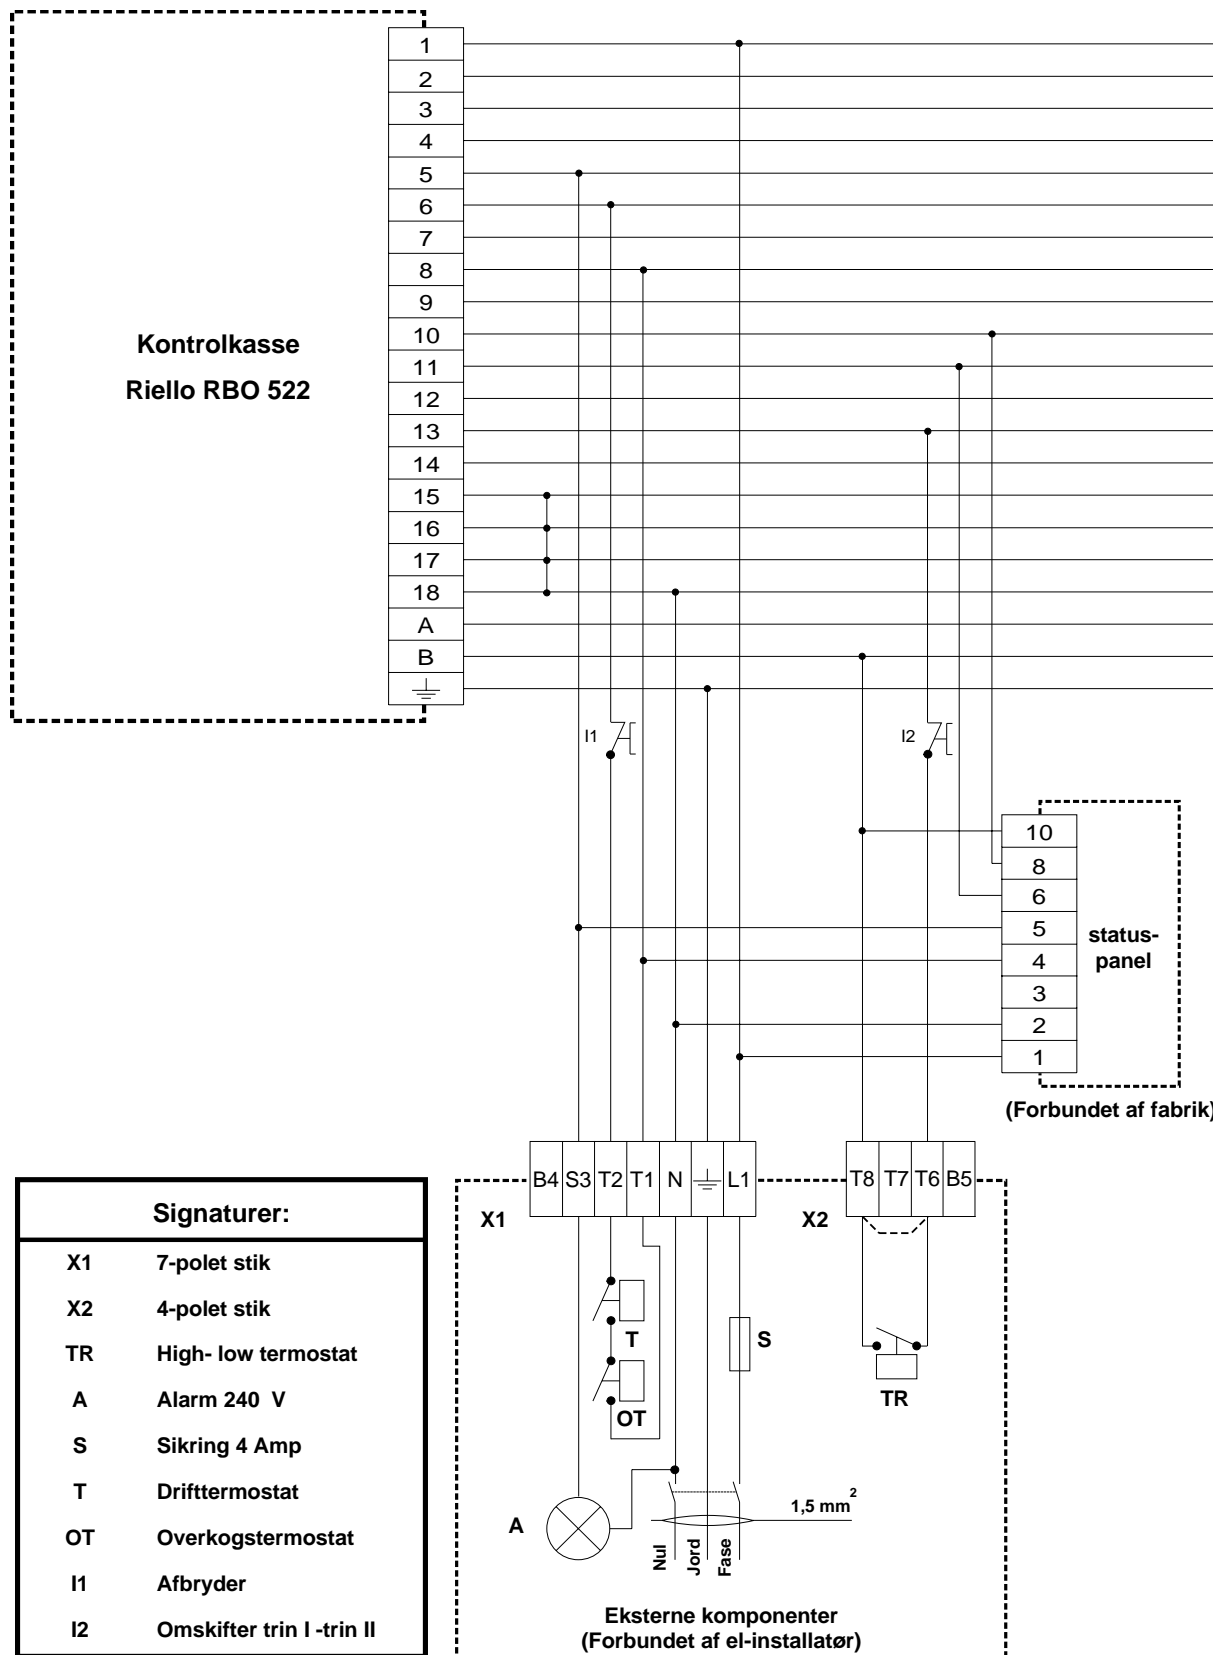 1
2
3
4
5
6
7
8
9
10
11
12
13
14
15
16
17
18
A
B
Kontrolkasse
Riello RBO 522
I1
I2
10
8
6
5
4
3
2
1
status-
panel
(Forbundet af fabrik)
B4 S3 T2 T1 N L1
X1
T8 T7 T6 B5
X2
T
OT
S
TR
A
1,5 mm²
Nul
Jord
Fase
Eksterne komponenter
(Forbundet af el-installatør)
Signaturer:
X1 7-polet stik
X2 4-polet stik
TR High- low termostat
A Alarm 240 V
S Sikring 4 Amp
T Drifttermostat
OT Overkogstermostat
I1 Afbryder
I2 Omskifter trin I -trin II